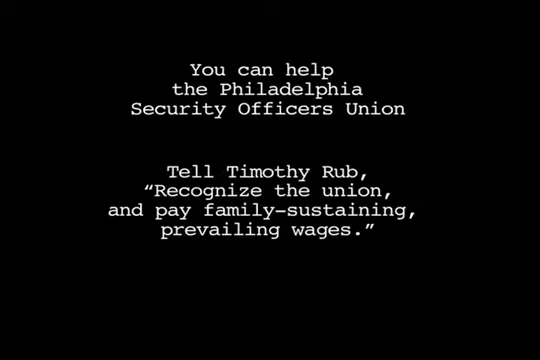 You can help
the Philadelphia
Security Officers Union
Tell Timothy Rub,
“Recognize the union,
and pay family-sustaining,
prevailing wages.”